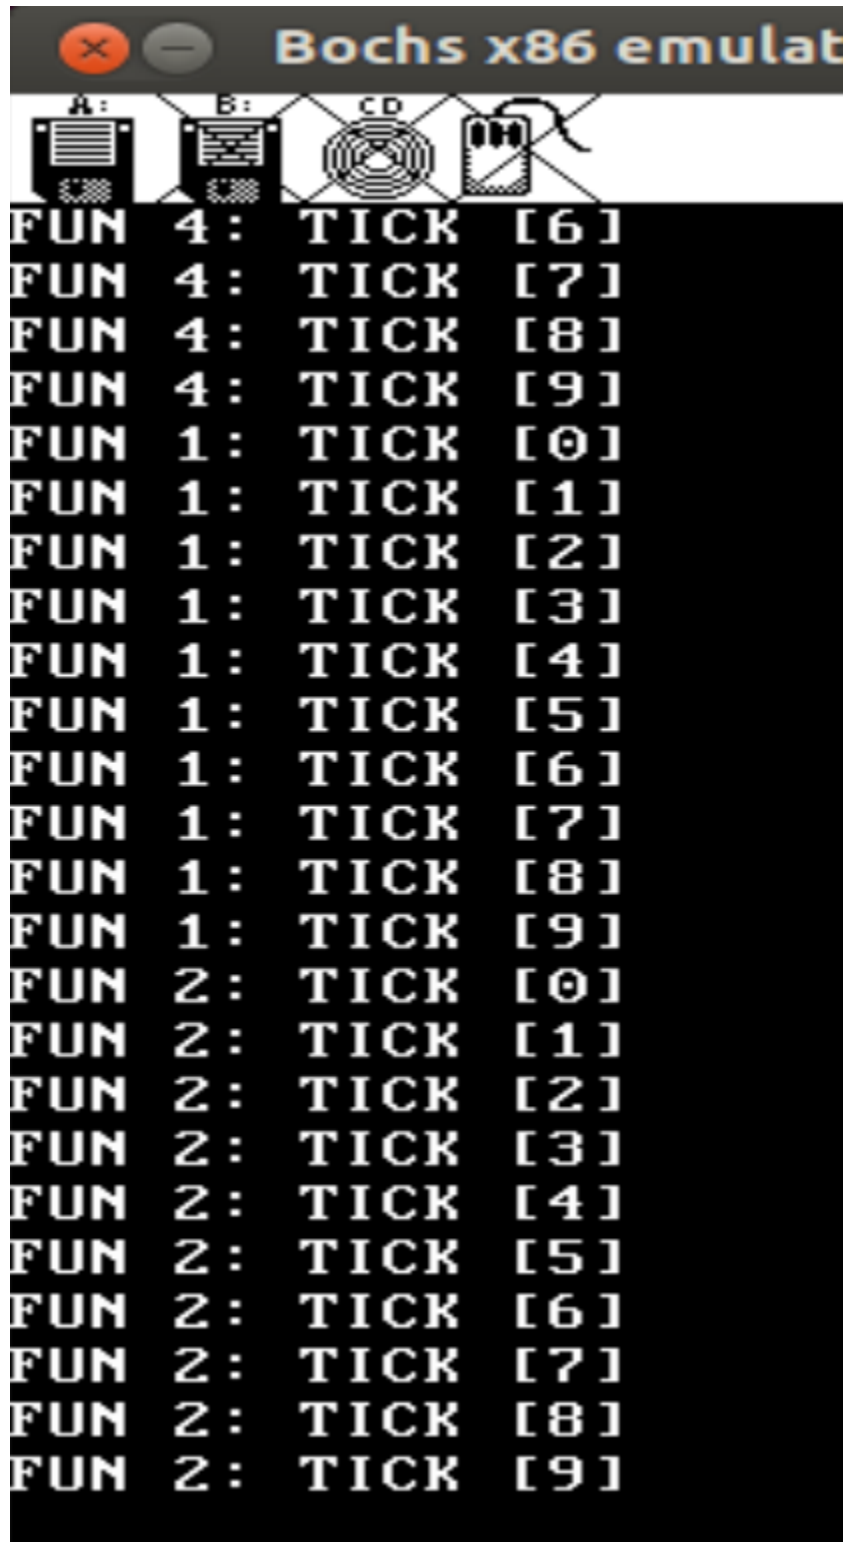 Bochs x86 emulat
A: B: CD
FUN 4: TICK [6]
FUN 4: TICK [7]
FUN 4: TICK [8]
FUN 4: TICK [9]
FUN 1: TICK [0]
FUN 1: TICK [1]
FUN 1: TICK [2]
FUN 1: TICK [3]
FUN 1: TICK [4]
FUN 1: TICK [5]
FUN 1: TICK [6]
FUN 1: TICK [7]
FUN 1: TICK [8]
FUN 1: TICK [9]
FUN 2: TICK [0]
FUN 2: TICK [1]
FUN 2: TICK [2]
FUN 2: TICK [3]
FUN 2: TICK [4]
FUN 2: TICK [5]
FUN 2: TICK [6]
FUN 2: TICK [7]
FUN 2: TICK [8]
FUN 2: TICK [9]